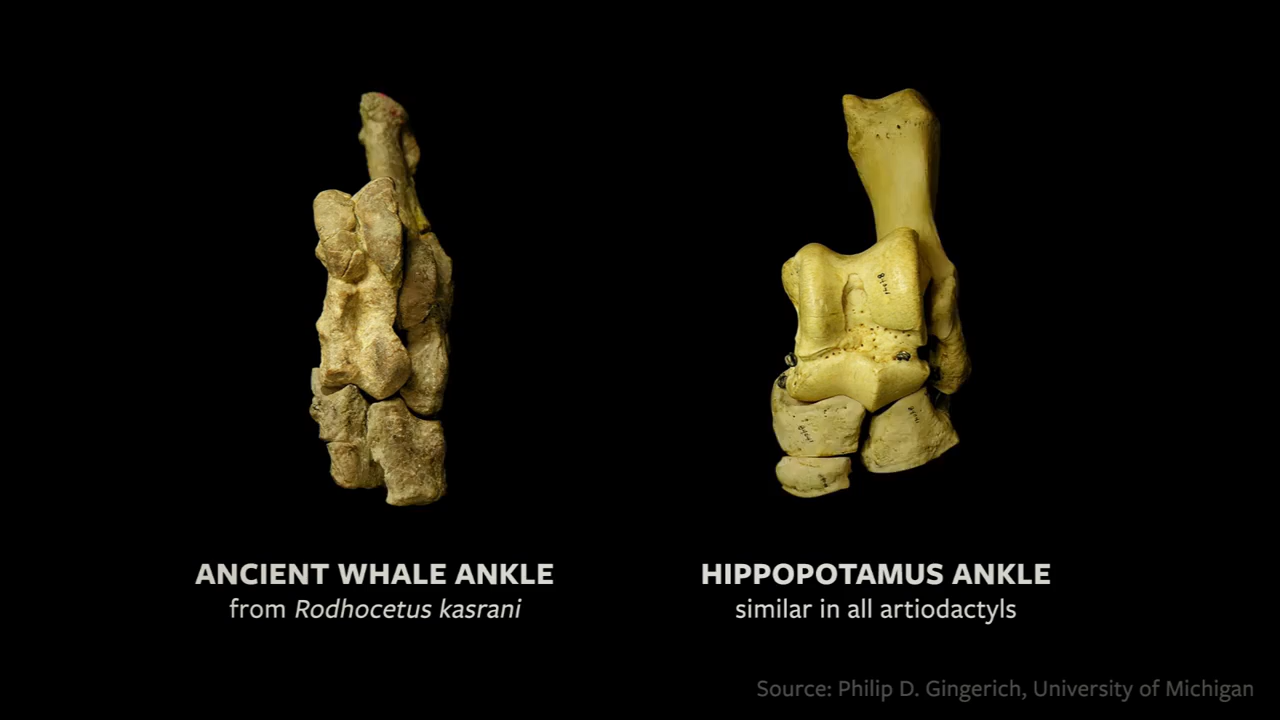 ANCIENT WHALE ANKLE
from Rodhocetus kasrani
HIPPOPOTAMUS ANKLE
similar in all artiodactyls
Source: Philip D. Gingerich, University of Michigan